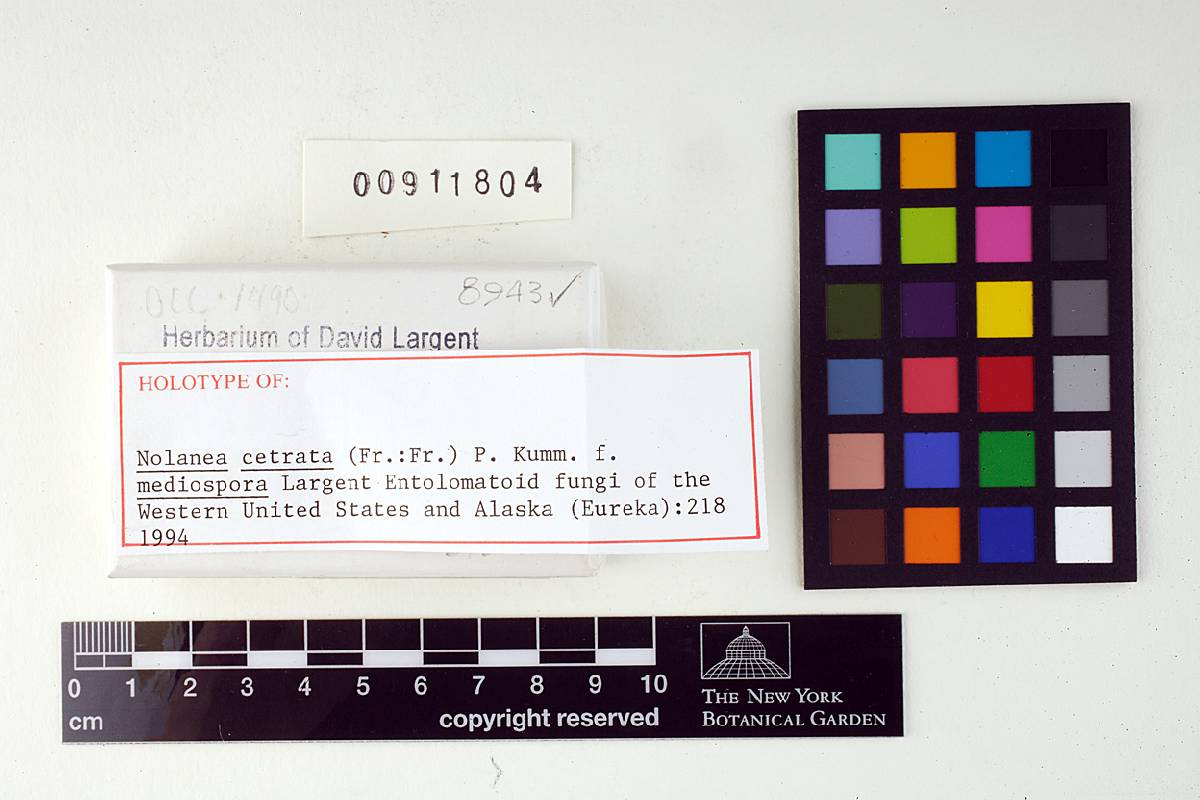 00911804
8943✓
Herbarium of David Largent
HOLOTYPE OF:
Nolanea cetrata (Fr.:Fr.) P. Kumm. f.
mediospora Largent Entolomatoid fungi of the
Western United States and Alaska (Eureka):218
1994
0 1 2 3 4 5 6 7 8 9 10
cm
copyright reserved
THE NEW YORK
BOTANICAL GARDEN